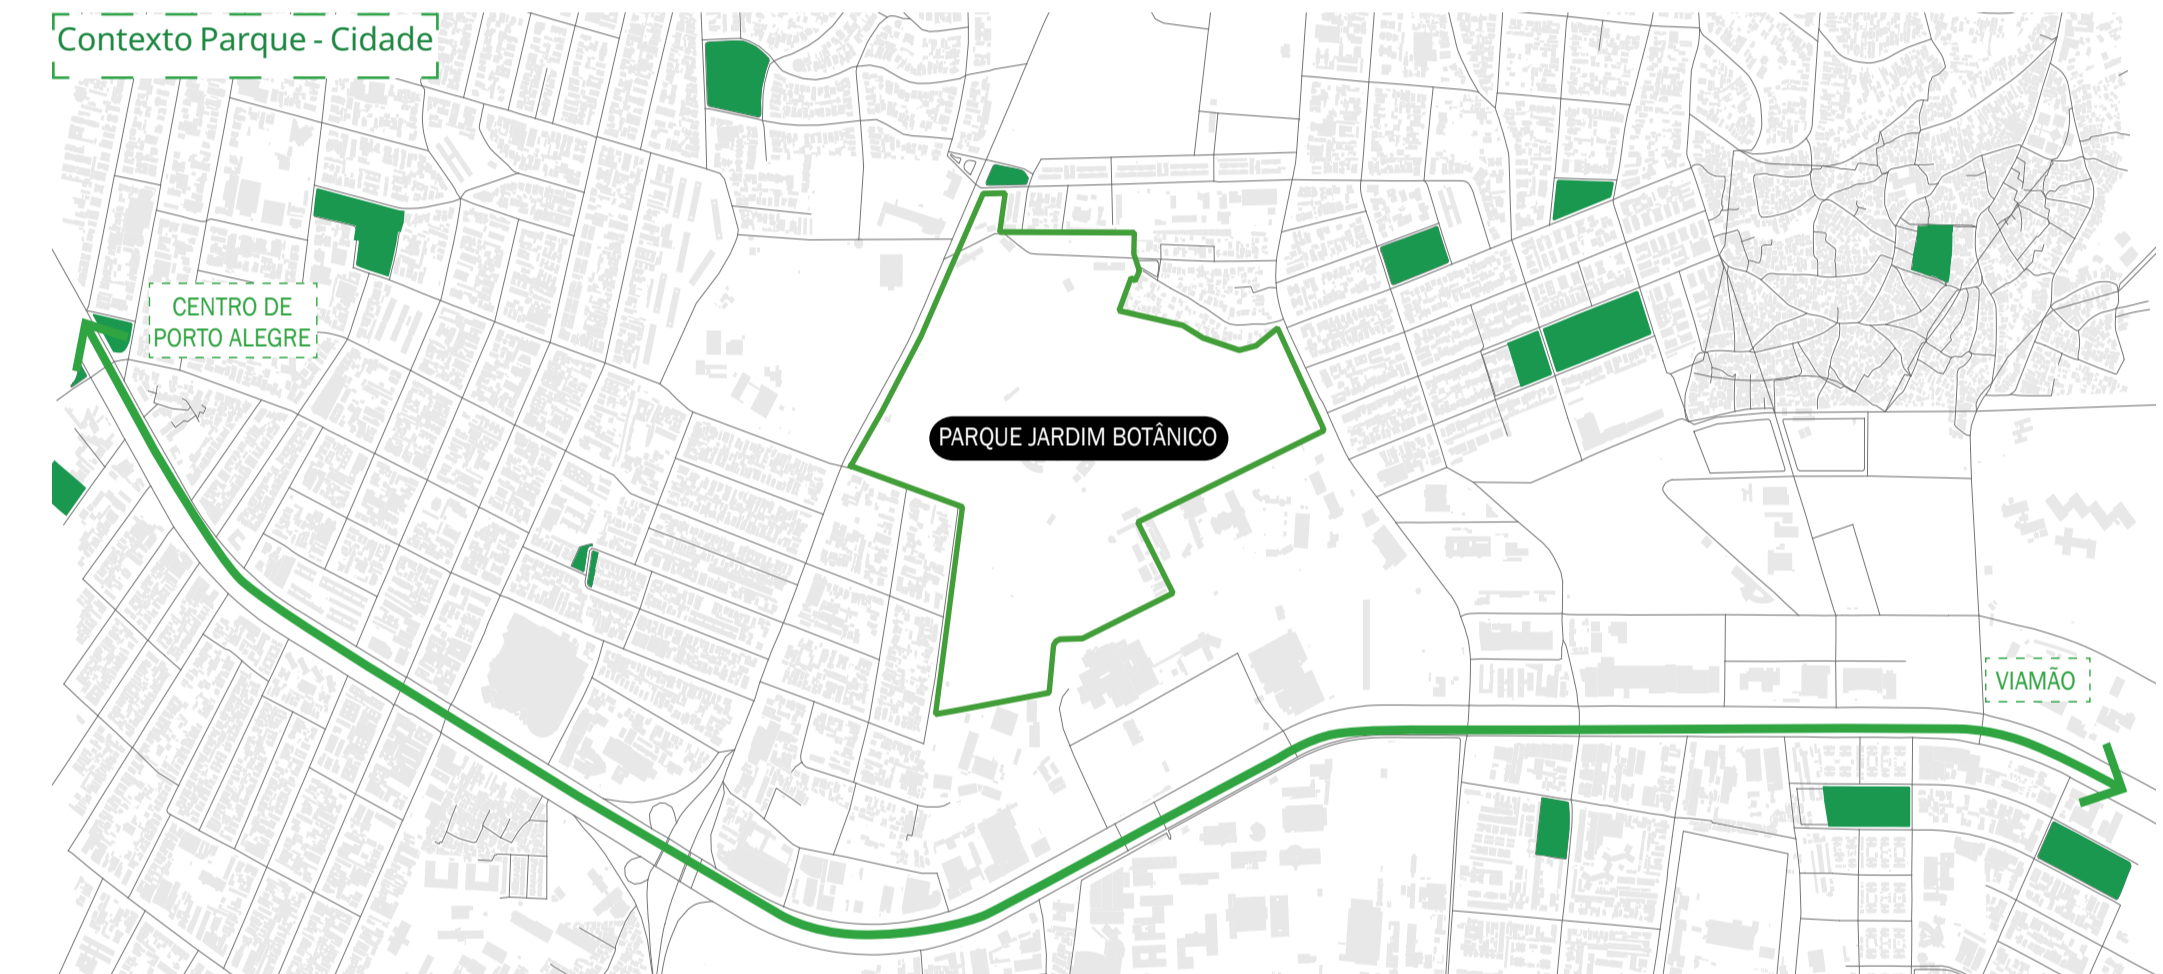 Contexto Parque - Cidade
CENTRO DE
PORTO ALEGRE
PARQUE JARDIM BOTÂNICO
VIAMÃO